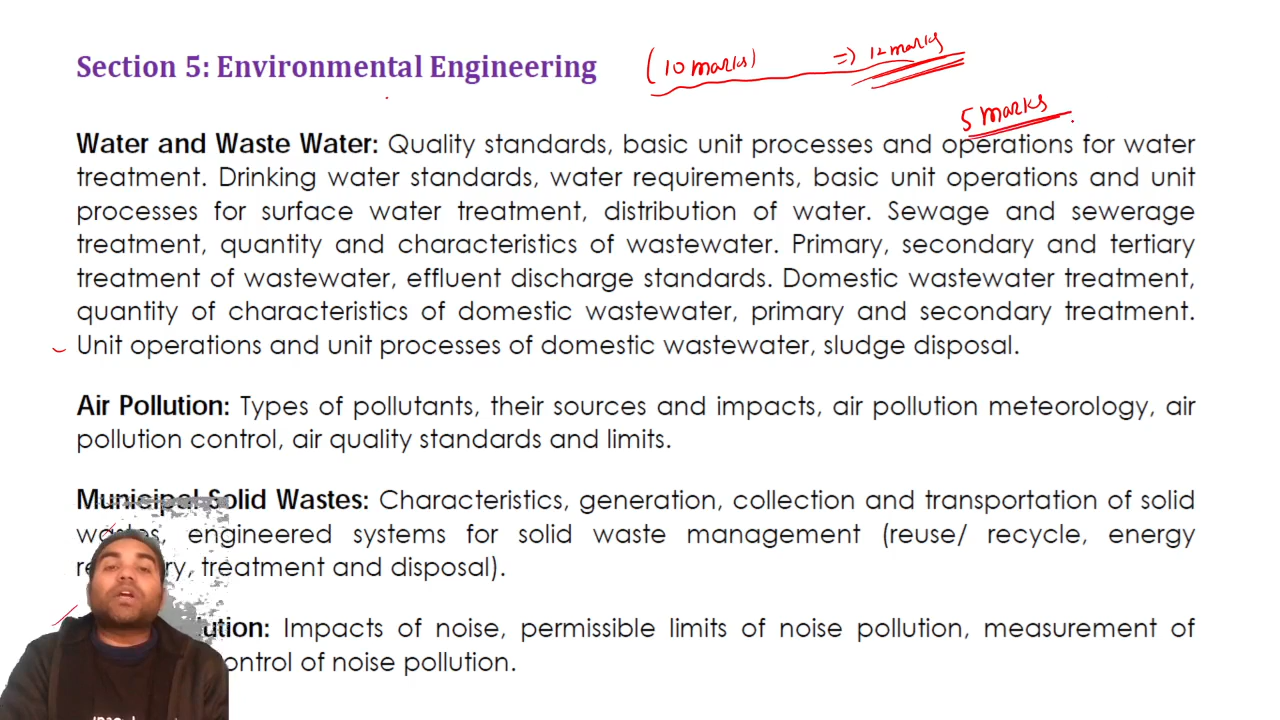 Section 5: Environmental Engineering (10 marks) => 12 marks
5 marks
Water and Waste Water: Quality standards, basic unit processes and operations for water
treatment. Drinking water standards, water requirements, basic unit operations and unit
processes for surface water treatment, distribution of water. Sewage and sewerage
treatment, quantity and characteristics of wastewater. Primary, secondary and tertiary
treatment of wastewater, effluent discharge standards. Domestic wastewater treatment,
quantity of characteristics of domestic wastewater, primary and secondary treatment.
Unit operations and unit processes of domestic wastewater, sludge disposal.
Air Pollution: Types of pollutants, their sources and impacts, air pollution meteorology, air
pollution control, air quality standards and limits.
Municipal Solid Wastes: Characteristics, generation, collection and transportation of solid
wastes, engineered systems for solid waste management (reuse/ recycle, energy
treatment and disposal).
Impacts of noise, permissible limits of noise pollution, measurement of
control of noise pollution.